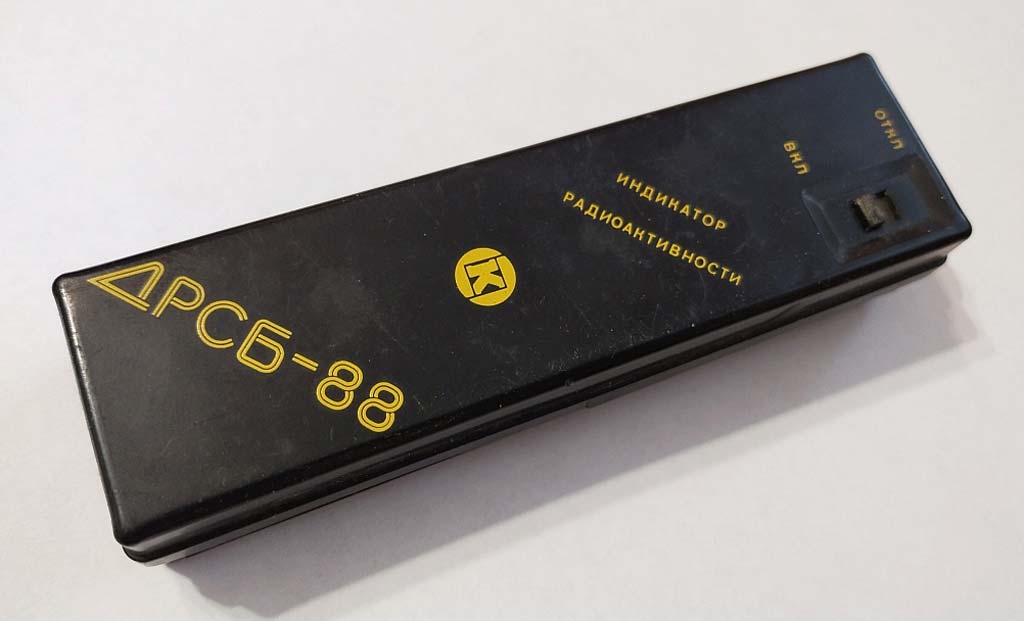 ДРСБ-88
К
ИНДИКАТОР
РАДИОАКТИВНОСТИ
ВКЛ
ОТКЛ